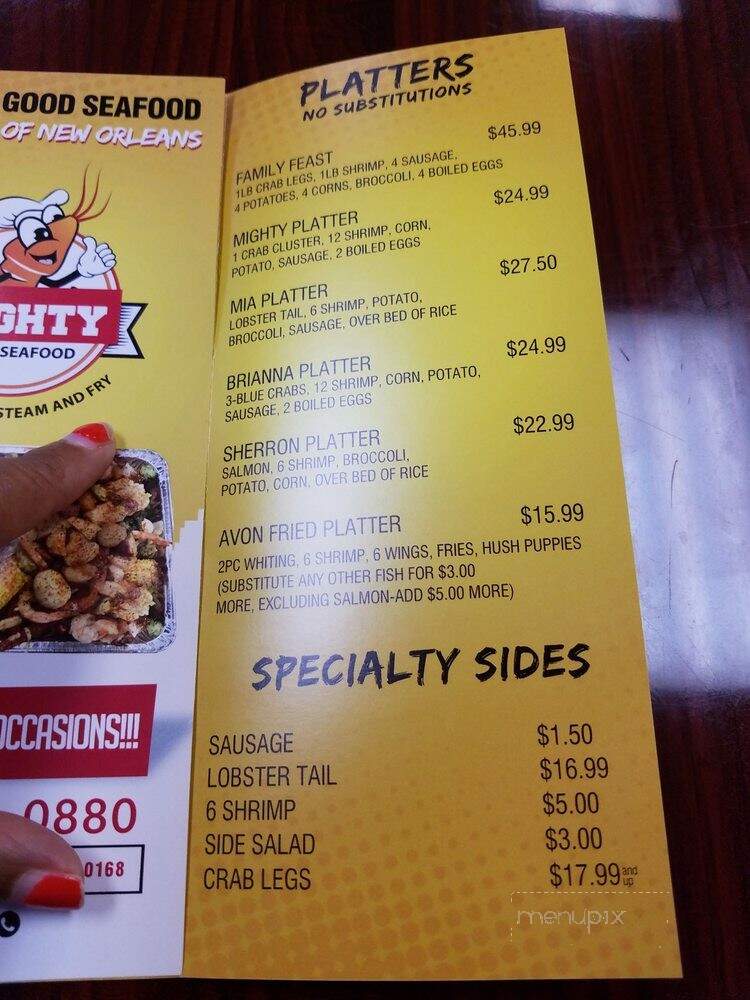 GOOD SEAFOOD
OF NEW ORLEANS
GHTY
SEAFOOD
STEAM AND FRY
OCCASIONS!!!
0880
0168
PLATTERS
NO SUBSTITUTIONS
FAMILY FEAST $45.99
1LB CRAB LEGS, 1LB SHRIMP, 4 SAUSAGE,
4 POTATOES, 4 CORNS, BROCCOLI, 4 BOILED EGGS
MIGHTY PLATTER $24.99
1 CRAB CLUSTER, 12 SHRIMP, CORN,
POTATO, SAUSAGE, 2 BOILED EGGS
MIA PLATTER $27.50
LOBSTER TAIL, 6 SHRIMP, POTATO,
BROCCOLI, SAUSAGE, OVER BED OF RICE
BRIANNA PLATTER $24.99
3-BLUE CRABS, 12 SHRIMP, CORN, POTATO,
SAUSAGE, 2 BOILED EGGS
SHERRON PLATTER $22.99
SALMON, 6 SHRIMP, BROCCOLI,
POTATO, CORN, OVER BED OF RICE
AVON FRIED PLATTER $15.99
2PC WHITING, 6 SHRIMP, 6 WINGS, FRIES, HUSH PUPPIES
(SUBSTITUTE ANY OTHER FISH FOR $3.00
MORE, EXCLUDING SALMON-ADD $5.00 MORE)
SPECIALTY SIDES
SAUSAGE $1.50
LOBSTER TAIL $16.99
6 SHRIMP $5.00
SIDE SALAD $3.00
CRAB LEGS $17.99 and up
menupix